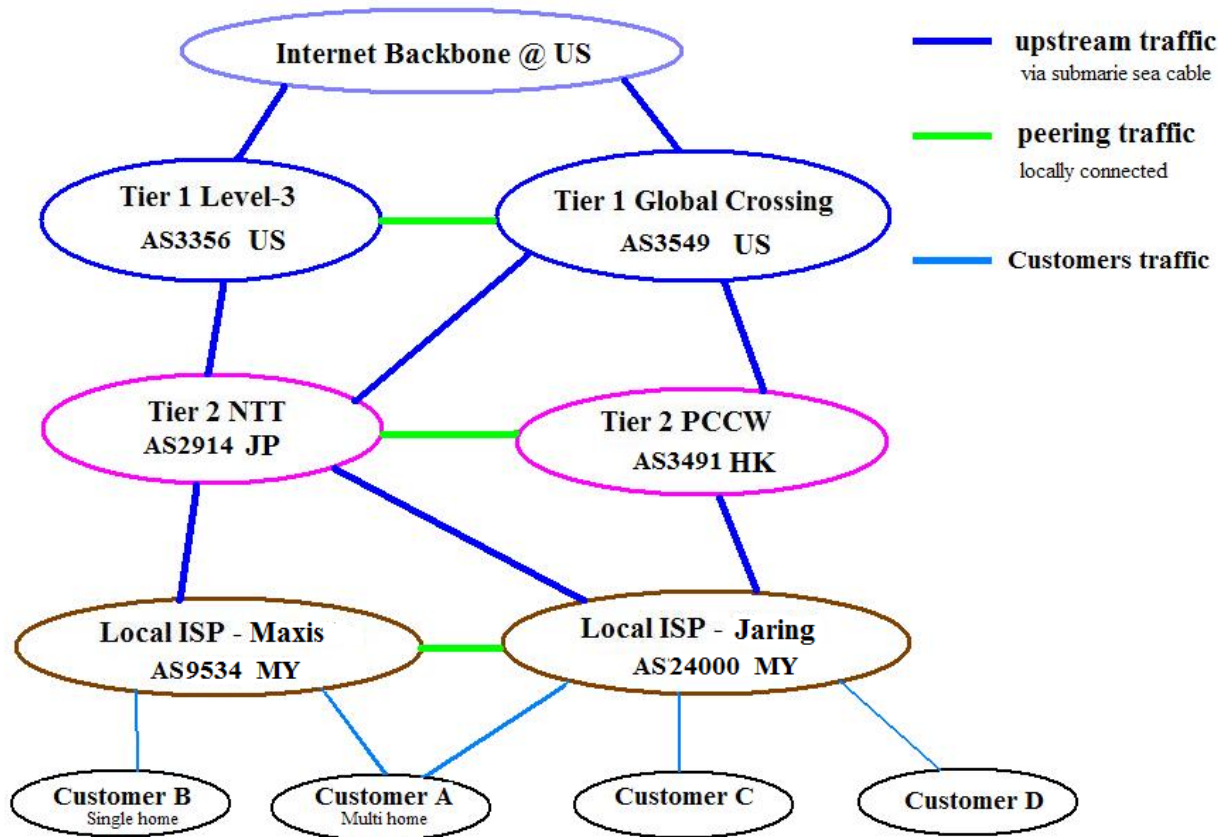 Internet Backbone @ US
upstream traffic
via submarie sea cable
peering traffic
locally connected
Customers traffic
Tier 1 Level-3
AS3356 US
Tier 1 Global Crossing
AS3549 US
Tier 2 NTT
AS2914 JP
Tier 2 PCCW
AS3491 HK
Local ISP - Maxis
AS9534 MY
Local ISP - Jaring
AS24000 MY
Customer B
Single home
Customer A
Multi home
Customer C
Customer D